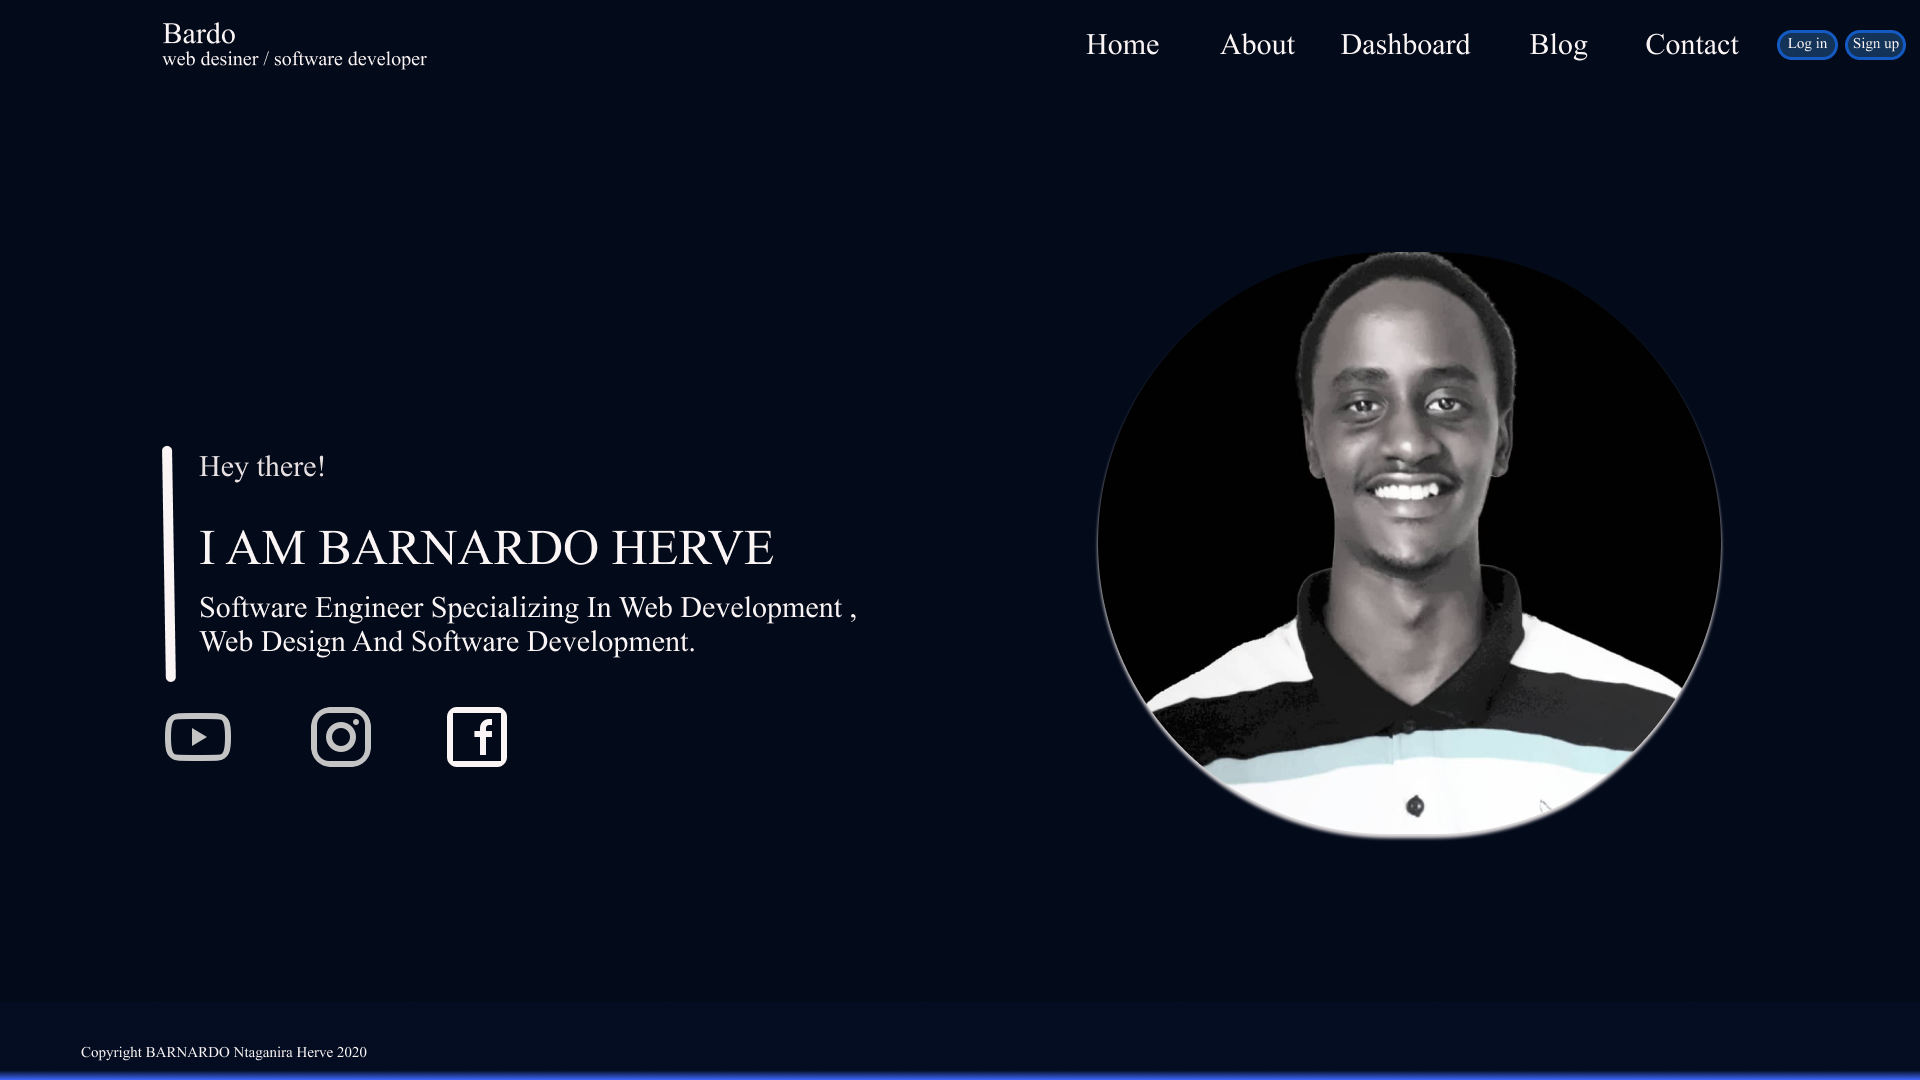 Bardo
web desiner / software developer
Home About Dashboard Blog Contact Log in Sign up
Hey there!
I AM BARNARDO HERVE
Software Engineer Specializing In Web Development ,
Web Design And Software Development.
Copyright BARNARDO Ntaganira Herve 2020